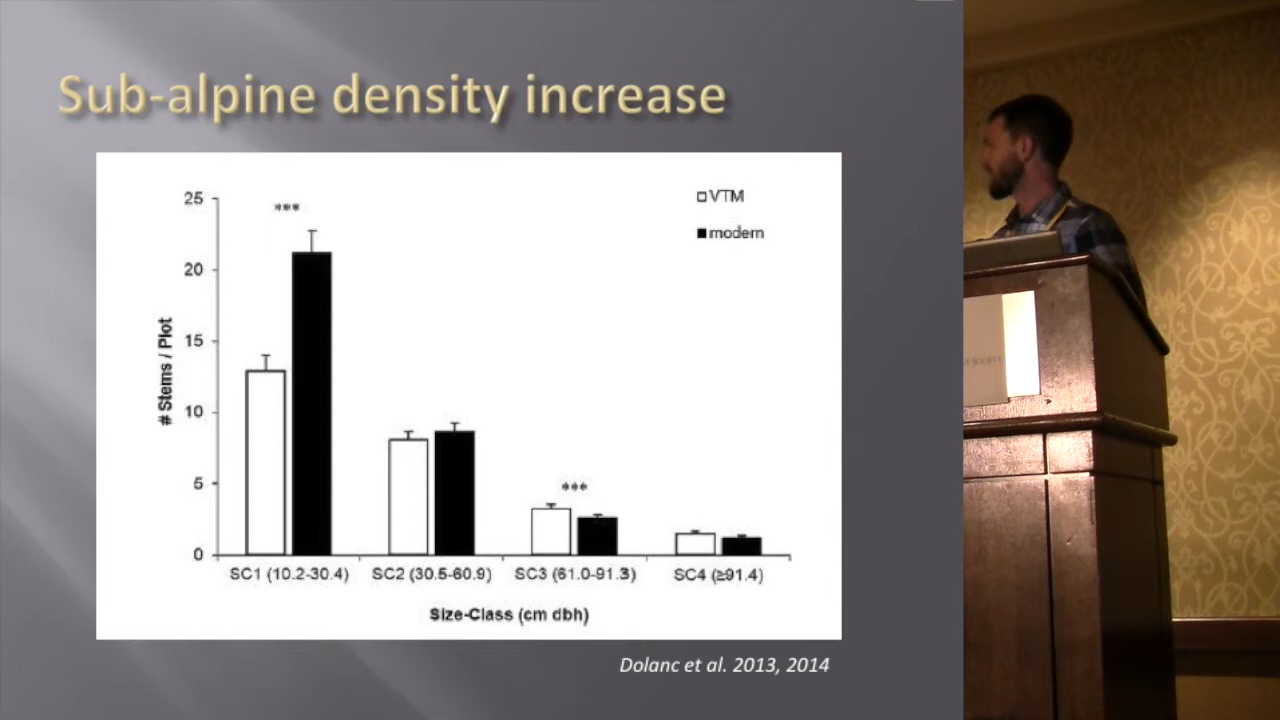 Sub-alpine density increase
25
20
15
10
5
0
# Stems / Plot
***
***
VTM
modern
SC1 (10.2-30.4)
SC2 (30.5-60.9)
SC3 (61.0-91.3)
SC4 (≥91.4)
Size-Class (cm dbh)
Dolanc et al. 2013, 2014
SOCIETY